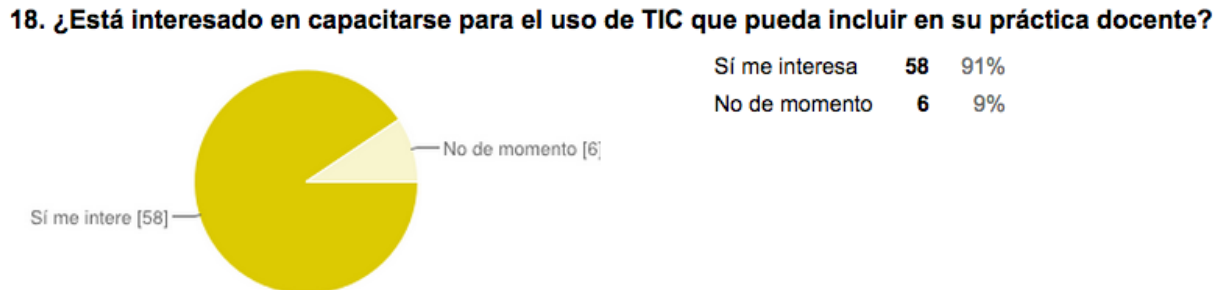 18. ¿Está interesado en capacitarse para el uso de TIC que pueda incluir en su práctica docente?
Sí me interesa 58 91%
No de momento 6 9%
No de momento [6]
Sí me intere [58]